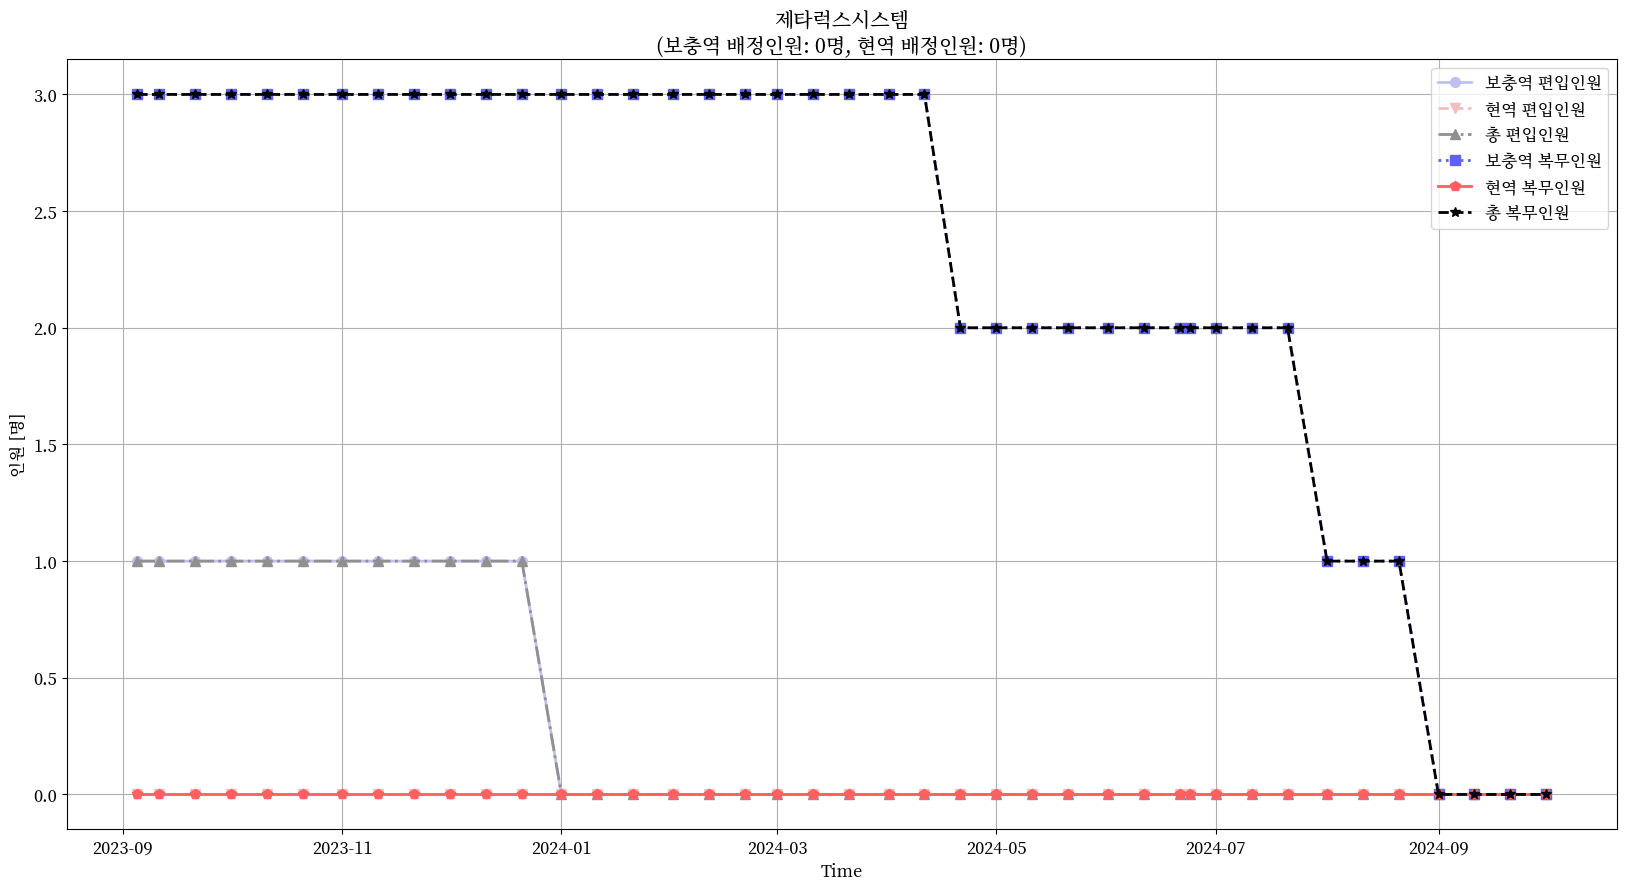 제타럭스시스템
(보충역 배정인원: 0명, 현역 배정인원: 0명)
보충역 편입인원
현역 편입인원
총 편입인원
보충역 복무인원
현역 복무인원
총 복무인원
3.0
2.5
2.0
1.5
1.0
0.5
0.0
인원 [명]
2023-09
2023-11
2024-01
2024-03
2024-05
2024-07
2024-09
Time